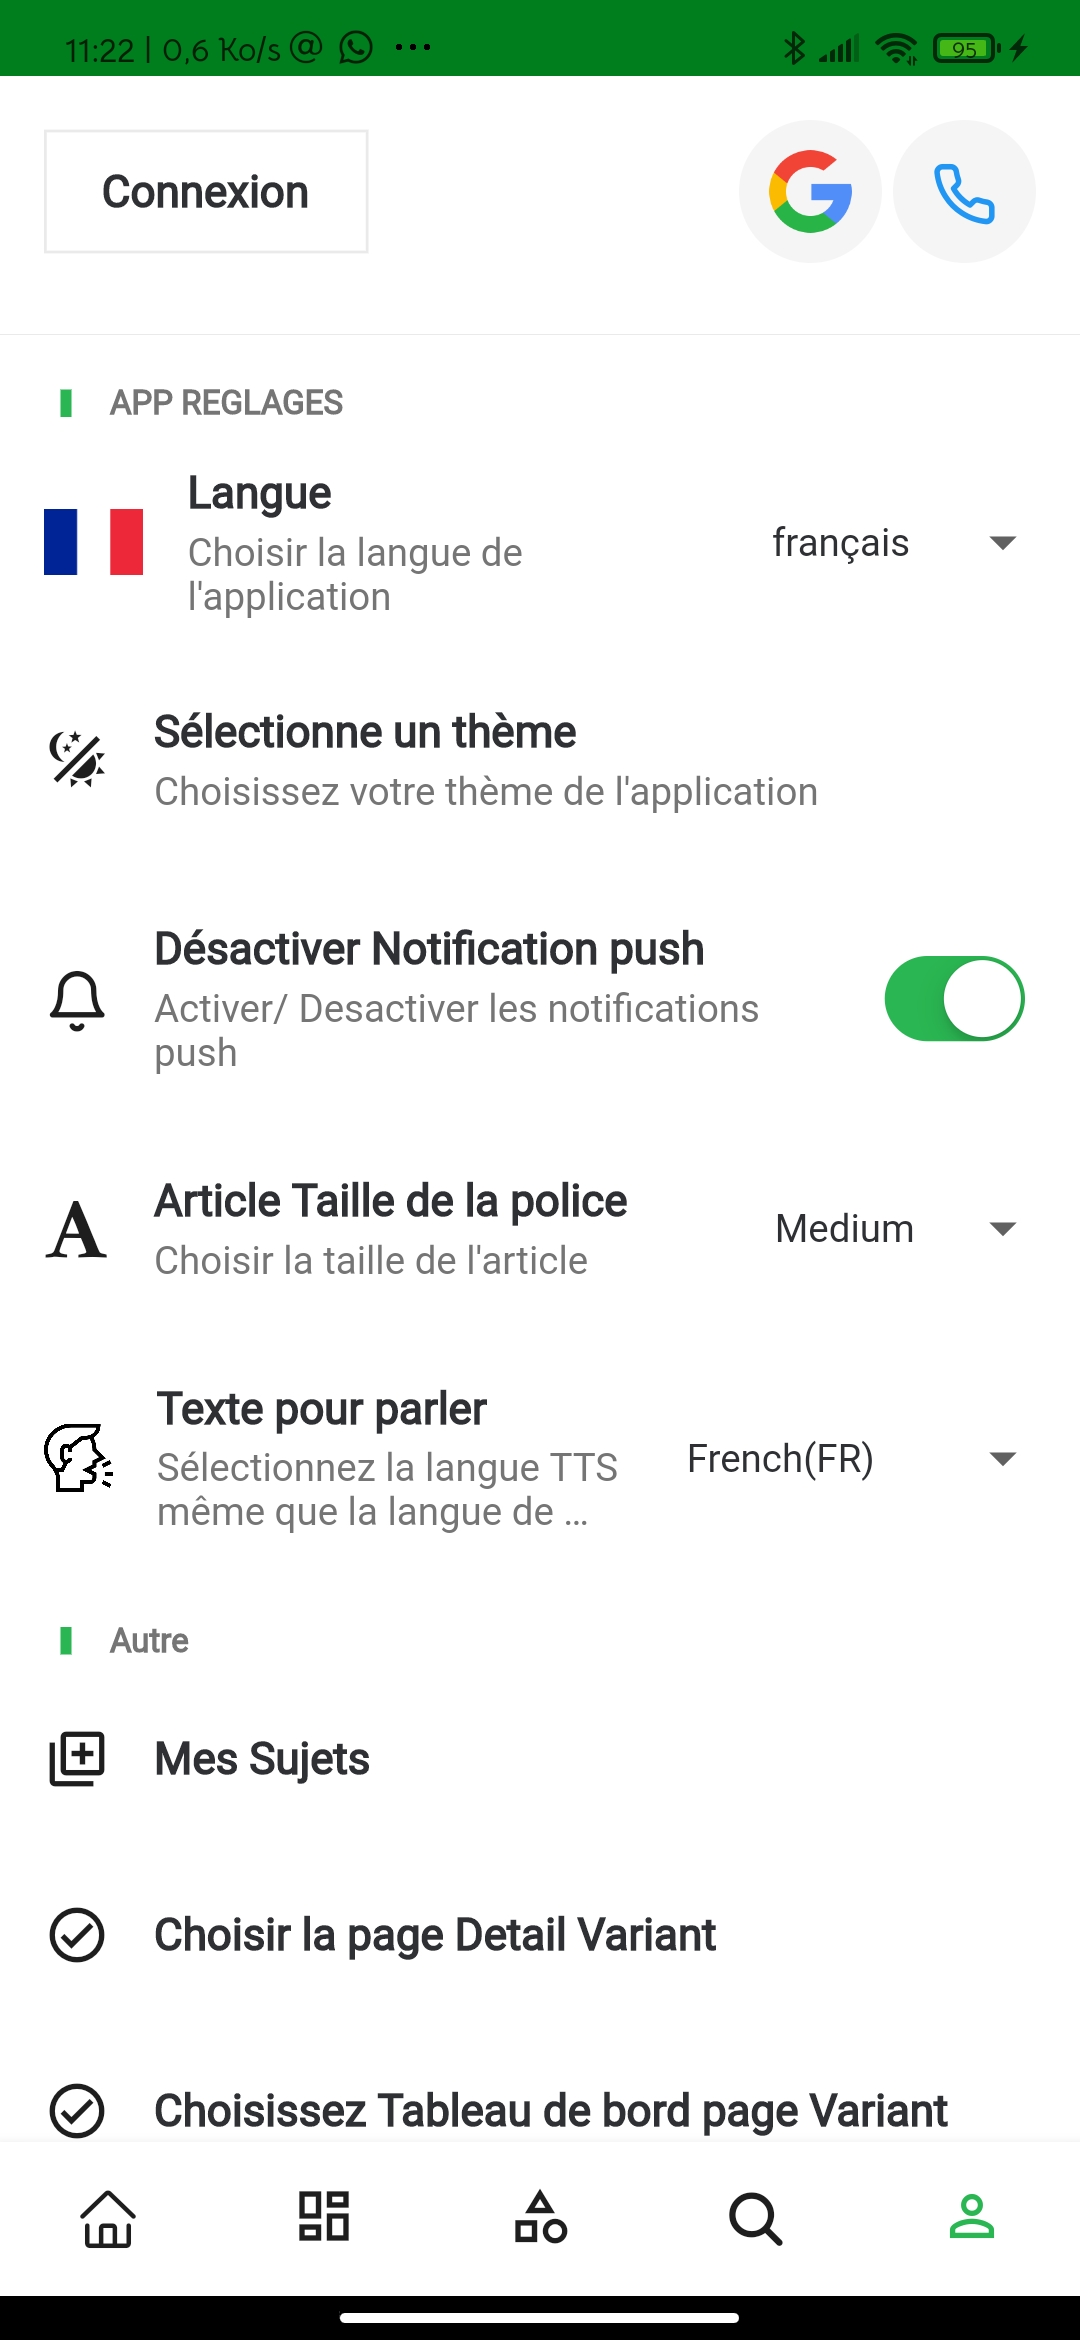 11:22 | 0,6 Ko/s @ ...
95
Connexion
APP REGLAGES
Langue
Choisir la langue de
l'application
français
Sélectionne un thème
Choisissez votre thème de l'application
Désactiver Notification push
Activer/ Desactiver les notifications
push
Article Taille de la police
Choisir la taille de l'article
Medium
Texte pour parler
Sélectionnez la langue TTS
même que la langue de ...
French(FR)
Autre
Mes Sujets
Choisir la page Detail Variant
Choisissez Tableau de bord page Variant